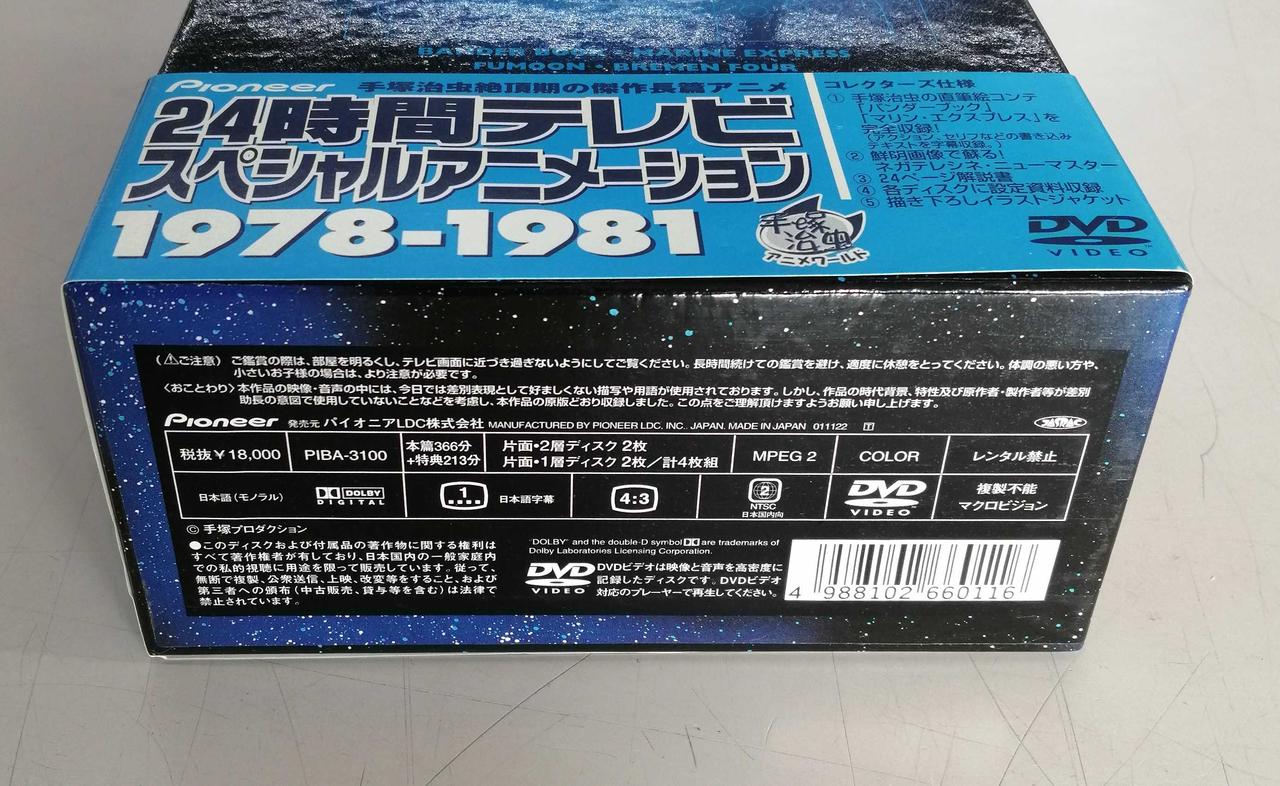 BANDER BOOK・MARINE EXPRESS
FUMOON・BREMEN FOUR
Pioneer 手塚治虫絶頂期の傑作長篇アニメ
24時間テレビ
スペシャルアニメーション
1978-1981
手塚治虫
アニメワールド
コレクターズ仕様
① 手塚治虫の直筆絵コンテ
「バンダーブック」
「マリン・エクスプレス」を
完全収録!
(アクション、セリフなどの書き込み
テキストを字幕収録。)
② 鮮明画像で蘇る!
ネガテレシネ・ニューマスター
③ 24ページ解説書
④ 各ディスクに設定資料収録
⑤ 描き下ろしイラストジャケット
DVD
VIDEO
(⚠ご注意) ご鑑賞の際は、部屋を明るくし、テレビ画面に近づき過ぎないようにしてご覧ください。長時間続けての鑑賞を避け、適度に休憩をとってください。体調の悪い方や、
小さいお子様の場合は、より注意が必要です。
〈おことわり〉本作品の映像・音声の中には、今日では差別表現として好ましくない描写や用語が使用されております。しかし、作品の時代背景、特性及び原作者・製作者等が差別
助長の意図で使用していないことなどを考慮し、本作品の原版どおり収録しました。この点をご理解頂けますようお願い申し上げます。
Pioneer 発売元 パイオニアLDC株式会社 MANUFACTURED BY PIONEER LDC, INC. JAPAN. MADE IN JAPAN 011122 T
JASRAC
税抜￥18,000 PIBA-3100 本篇366分
+特典213分
片面・2層ディスク 2枚
片面・1層ディスク 2枚／計4枚組
MPEG 2 COLOR レンタル禁止
日本語(モノラル) DOLBY
DIGITAL
1 日本語字幕 4:3 2
NTSC
日本国内向
DVD
VIDEO
複製不能
マクロビジョン
© 手塚プロダクション
●このディスクおよび付属品の著作物に関する権利は
すべて著作権者が有しており、日本国内の一般家庭内
での私的視聴に用途を限って販売しています。従って、
無断で複製、公衆送信、上映、改変等をすること、および
第三者への頒布(中古販売、貸与等を含む)は法律で
禁止されています。
"DOLBY" and the double-D symbol are trademarks of
Dolby Laboratories Licensing Corporation.
DVD
VIDEO
DVDビデオは映像と音声を高密度に
記録したディスクです。DVDビデオ
対応のプレーヤーで再生してください。
4 988102 660116